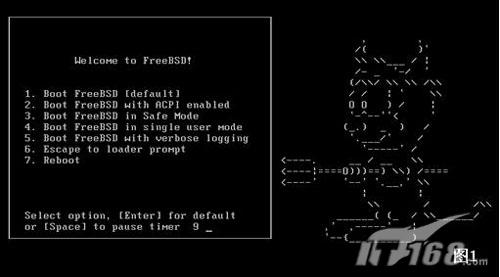 Welcome to FreeBSD!
1. Boot FreeBSD [default]
2. Boot FreeBSD with ACPI enabled
3. Boot FreeBSD in Safe Mode
4. Boot FreeBSD in single user mode
5. Boot FreeBSD with verbose logging
6. Escape to loader prompt
7. Reboot
Select option, [Enter] for default
or [Space] to pause timer  9 _
图1
IT168.com